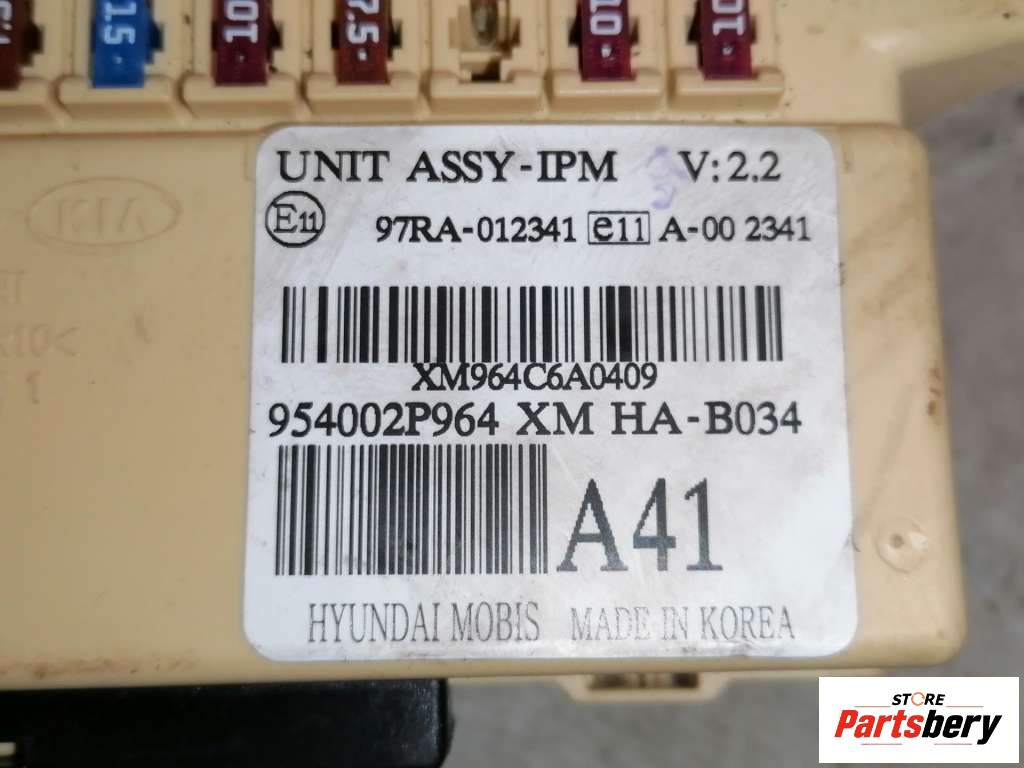 15 10 7.5 10 10
UNIT ASSY-IPM V: 2.2
E11 97RA-012341 e11 A-00 2341
KIA
XM964C6A0409
954002P964 XM HA-B034
A41
HYUNDAI MOBIS MADE IN KOREA
STORE
Partsbery